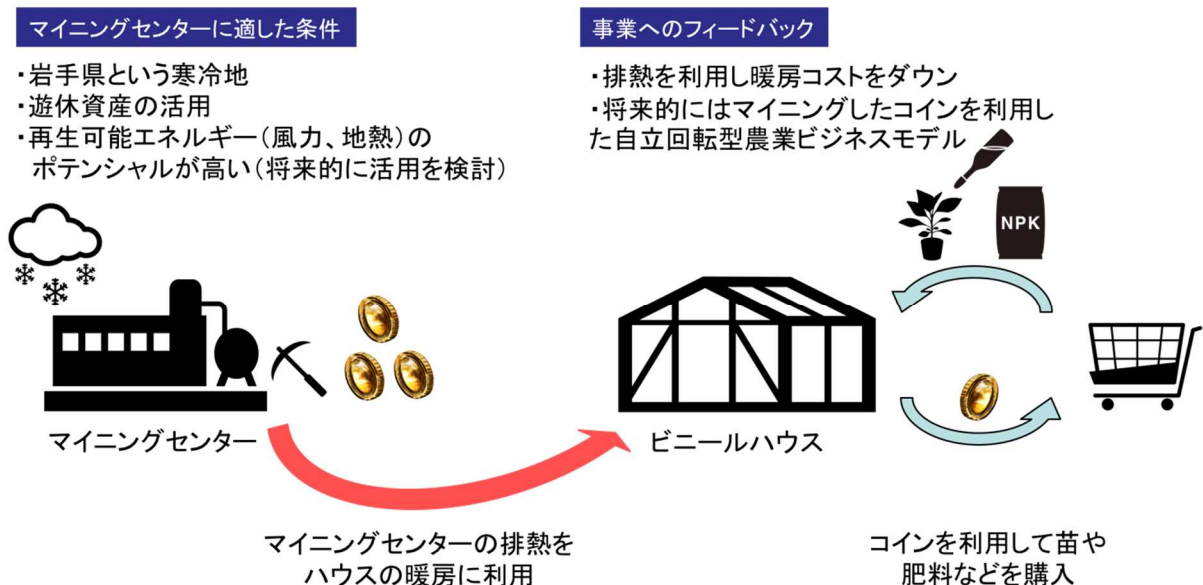 マイニングセンターに適した条件
・岩手県という寒冷地
・遊休資産の活用
・再生可能エネルギー(風力、地熱)の
ポテンシャルが高い(将来的に活用を検討)
事業へのフィードバック
・排熱を利用し暖房コストをダウン
・将来的にはマイニングしたコインを利用し
た自立回転型農業ビジネスモデル
NPK
マイニングセンター
ビニールハウス
マイニングセンターの排熱を
ハウスの暖房に利用
コインを利用して苗や
肥料などを購入